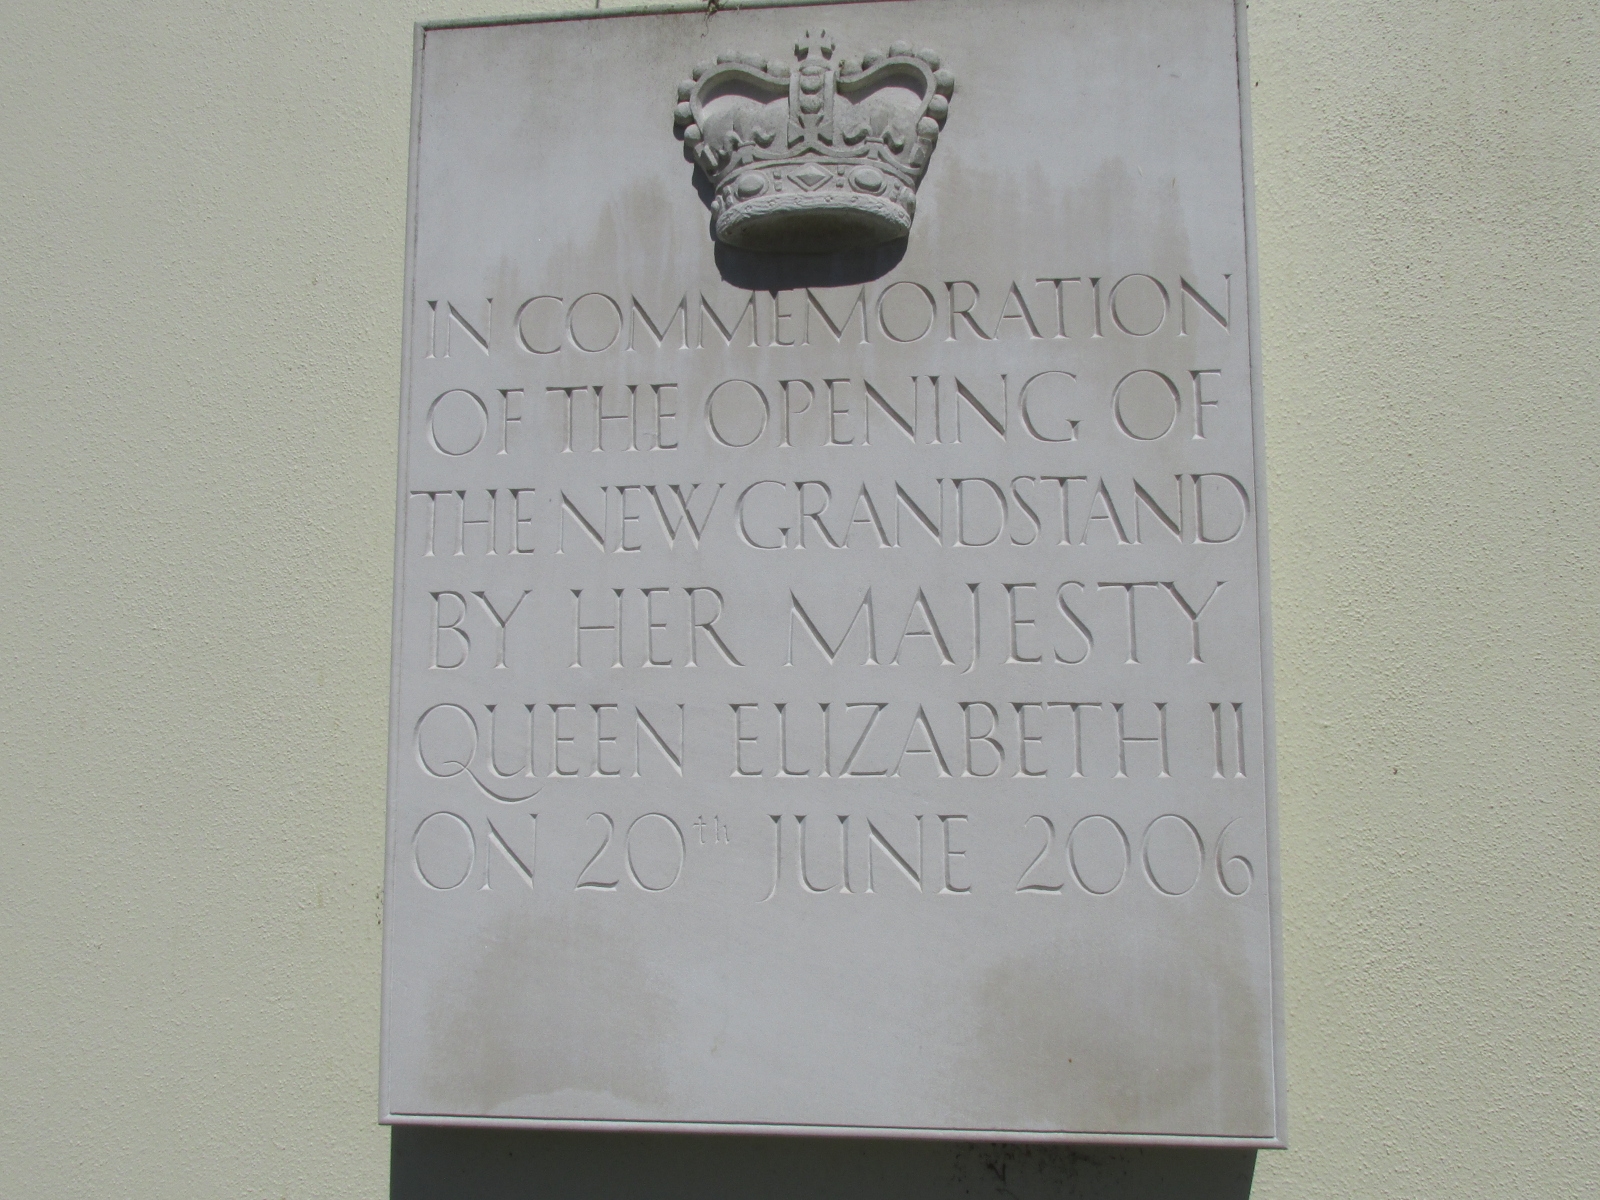 IN COMMEMORATION
OF THE OPENING OF
THE NEW GRANDSTAND
BY HER MAJESTY
QUEEN ELIZABETH II
ON 20th JUNE 2006